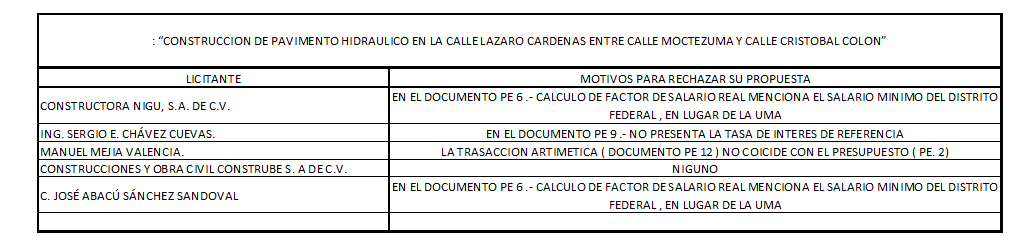 : "CONSTRUCCION DE PAVIMENTO HIDRAULICO EN LA CALLE LAZARO CARDENAS ENTRE CALLE MOCTEZUMA Y CALLE CRISTOBAL COLON"
LICITANTE MOTIVOS PARA RECHAZAR SU PROPUESTA
CONSTRUCTORA NIGU, S.A. DE C.V. EN EL DOCUMENTO PE 6 .- CALCULO DE FACTOR DE SALARIO REAL MENCIONA EL SALARIO MINIMO DEL DISTRITO
FEDERAL , EN LUGAR DE LA UMA
ING. SERGIO E. CHÁVEZ CUEVAS. EN EL DOCUMENTO PE 9 .- NO PRESENTA LA TASA DE INTERES DE REFERENCIA
MANUEL MEJIA VALENCIA. LA TRASACCION ARTIMETICA ( DOCUMENTO PE 12 ) NO COICIDE CON EL PRESUPUESTO ( PE. 2)
CONSTRUCCIONES Y OBRA CIVIL CONSTRUBE S. A DE C.V. NIGUNO
C. JOSÉ ABACÚ SÁNCHEZ SANDOVAL EN EL DOCUMENTO PE 6 .- CALCULO DE FACTOR DE SALARIO REAL MENCIONA EL SALARIO MINIMO DEL DISTRITO
FEDERAL , EN LUGAR DE LA UMA